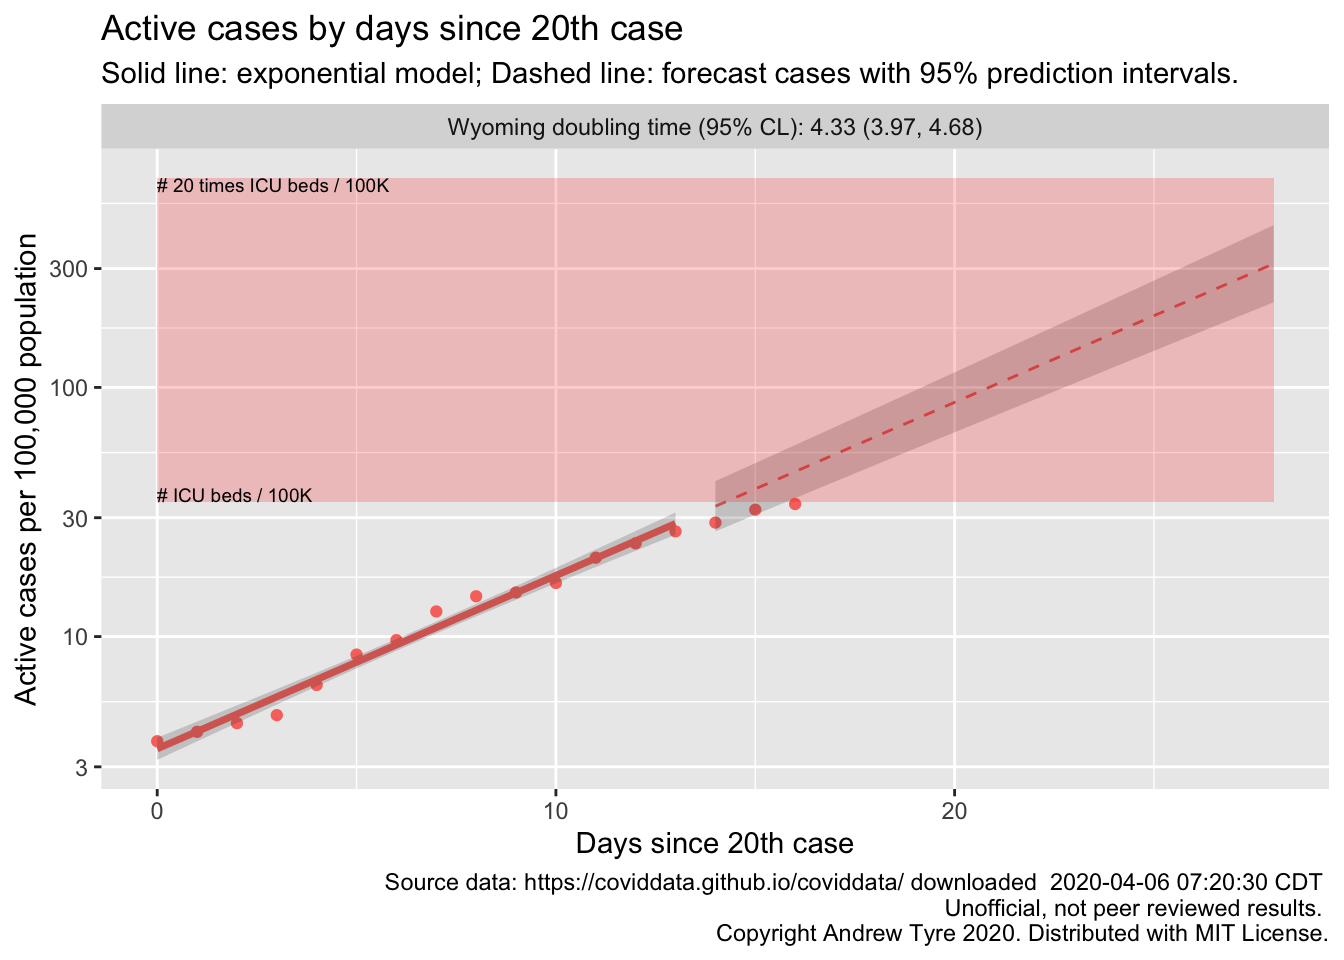 Active cases by days since 20th case
Solid line: exponential model; Dashed line: forecast cases with 95% prediction intervals.
Wyoming doubling time (95% CL): 4.33 (3.97, 4.68)
# 20 times ICU beds / 100K
300
100
# ICU beds / 100K
30
10
3
Active cases per 100,000 population
0
10
20
Days since 20th case
Source data: https://coviddata.github.io/coviddata/ downloaded  2020-04-06 07:20:30 CDT
Unofficial, not peer reviewed results.
Copyright Andrew Tyre 2020. Distributed with MIT License.